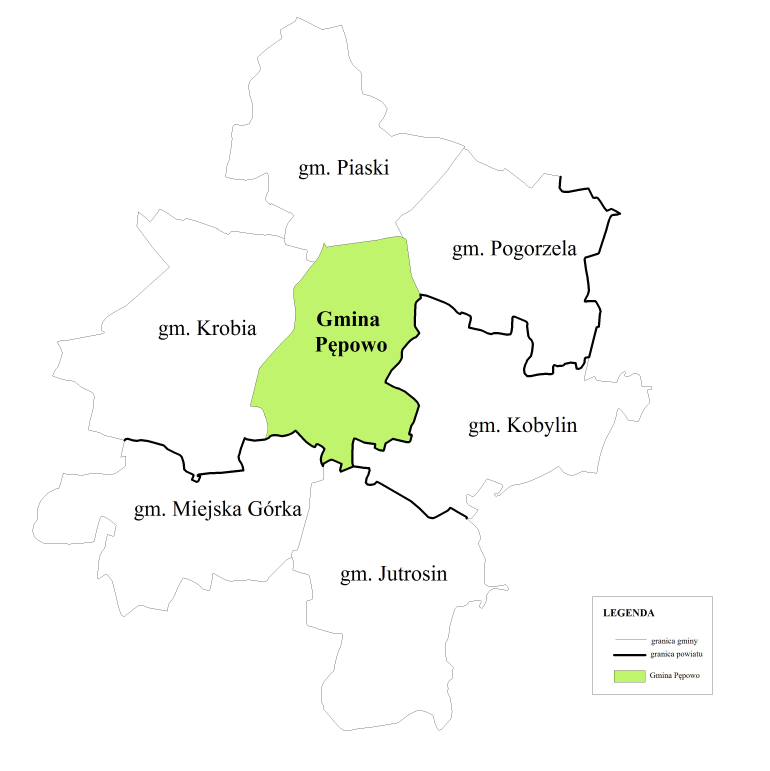 gm. Piaski
gm. Pogorzela
gm. Krobia
Gmina
Pępowo
gm. Kobylin
gm. Miejska Górka
gm. Jutrosin
LEGENDA
granica gminy
granica powiatu
Gmina Pępowo